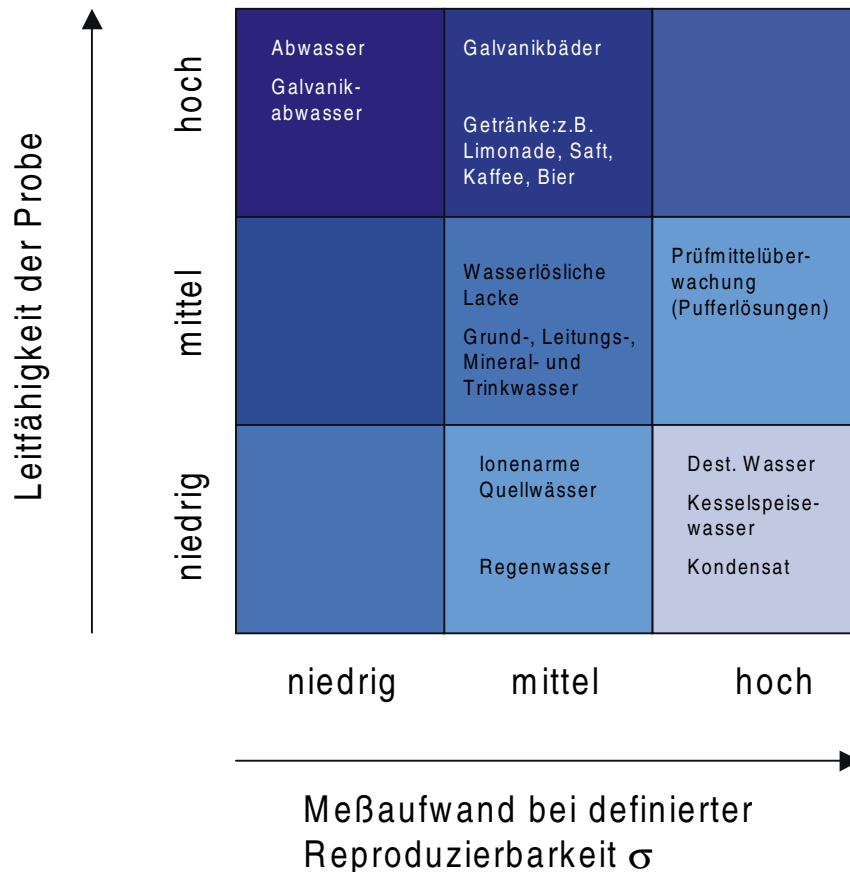 Leitfähigkeit der Probe
hoch
Abwasser
Galvanik-
abwasser
Galvanikbäder
Getränke:z.B.
Limonade, Saft,
Kaffee, Bier
mittel
Wasserlösliche
Lacke
Grund-, Leitungs-,
Mineral- und
Trinkwasser
Prüfmittelüber-
wachung
(Pufferlösungen)
niedrig
Ionenarme
Quellwässer
Regenwasser
Dest. Wasser
Kesselspeise-
wasser
Kondensat
niedrig
mittel
hoch
Meßaufwand bei definierter
Reproduzierbarkeit σ